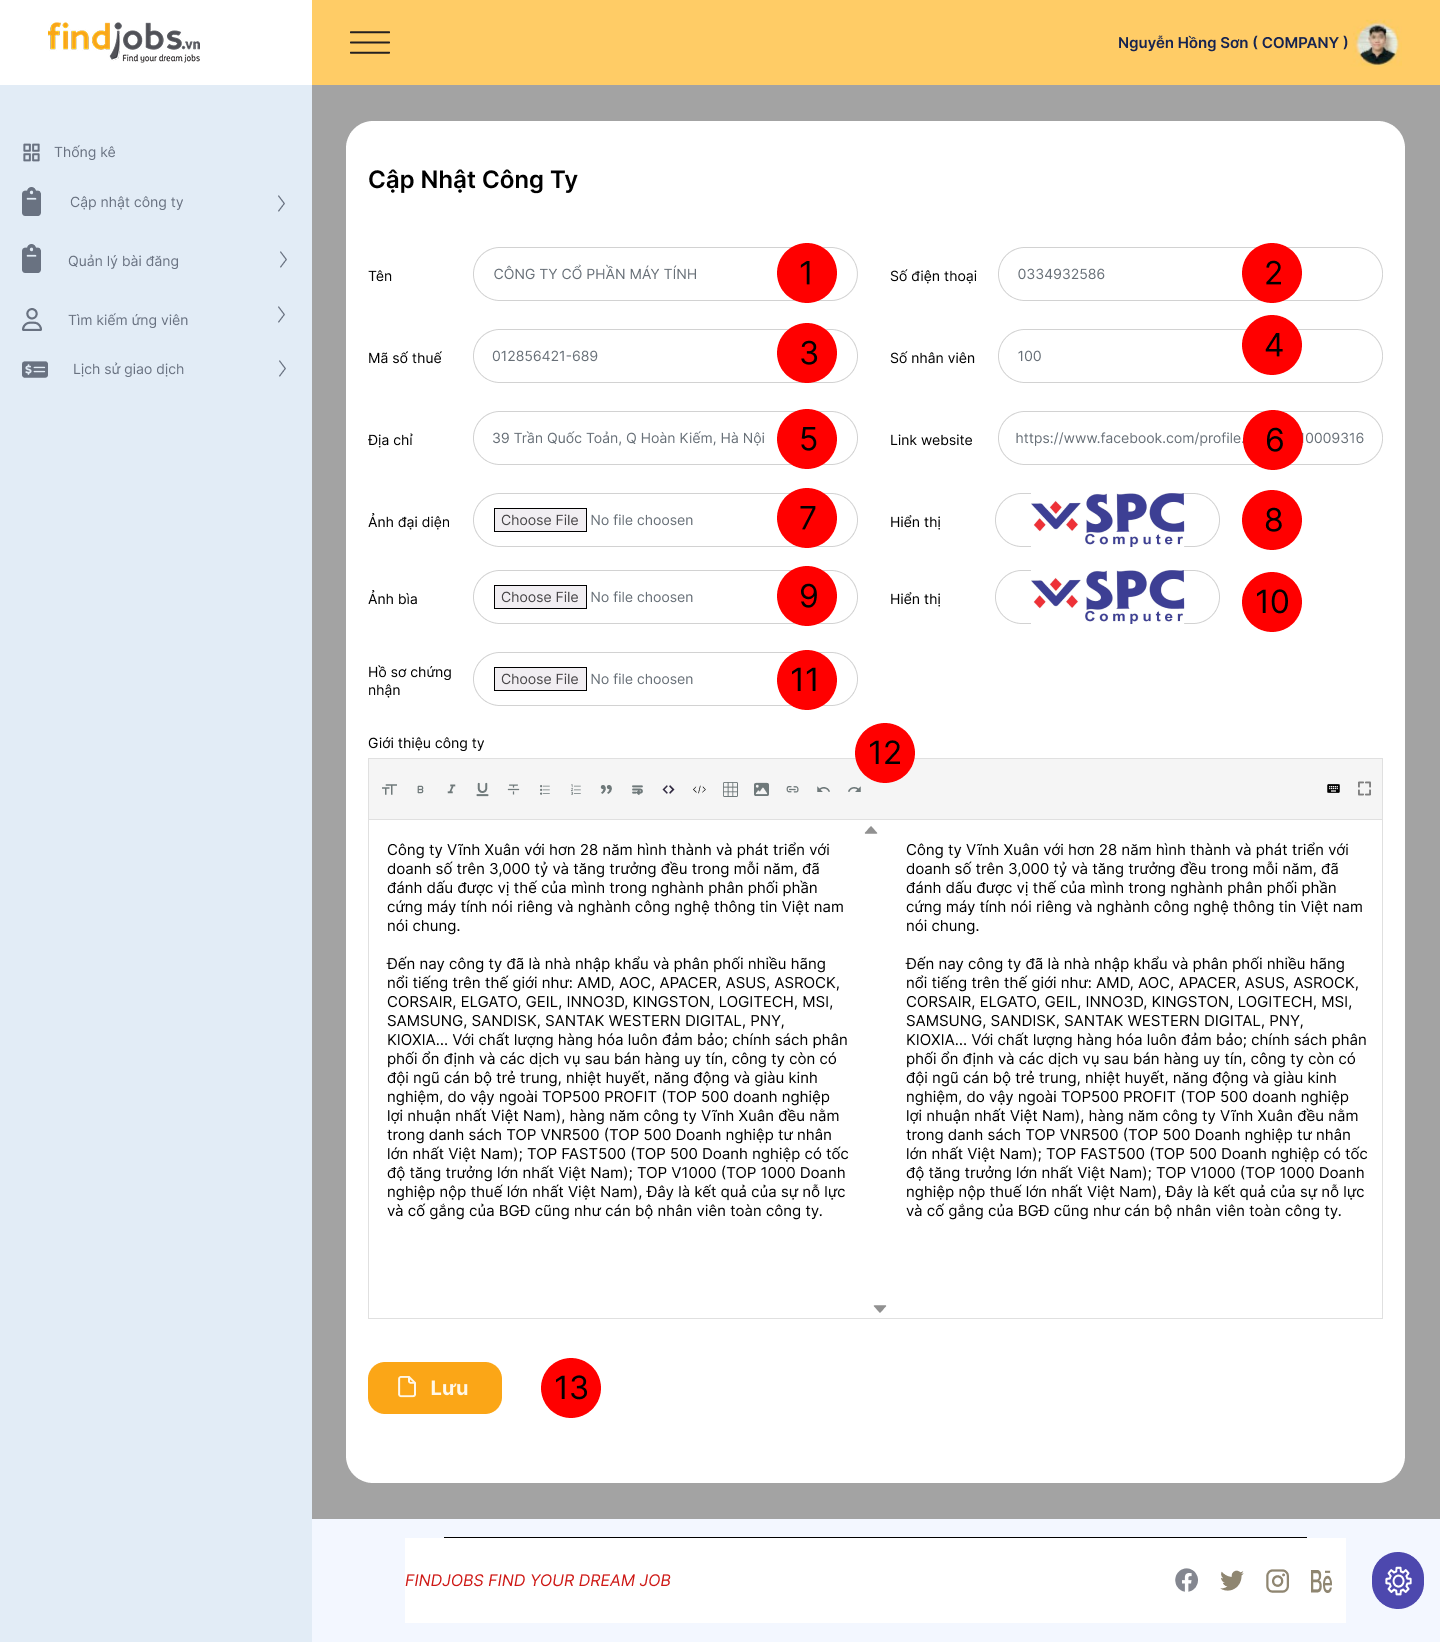 findjobs.vn
Find your dream jobs
Nguyễn Hồng Sơn ( COMPANY )
Thống kê
Cập nhật công ty
Quản lý bài đăng
Tìm kiếm ứng viên
Lịch sử giao dịch
Cập Nhật Công Ty
Tên
CÔNG TY CỔ PHẦN MÁY TÍNH
1
Số điện thoại
0334932586
2
Mã số thuế
012856421-689
3
Số nhân viên
100
4
Địa chỉ
39 Trần Quốc Toản, Q Hoàn Kiếm, Hà Nội
5
Link website
https://www.facebook.com/profile.
6
0009316
Ảnh đại diện
Choose File
No file choosen
7
Hiển thị
SPC
Computer
8
Ảnh bìa
Choose File
No file choosen
9
Hiển thị
SPC
Computer
10
Hồ sơ chứng
nhận
Choose File
No file choosen
11
Giới thiệu công ty
12
Công ty Vĩnh Xuân với hơn 28 năm hình thành và phát triển với
doanh số trên 3,000 tỷ và tăng trưởng đều trong mỗi năm, đã
đánh dấu được vị thế của mình trong nghành phân phối phần
cứng máy tính nói riêng và nghành công nghệ thông tin Việt nam
nói chung.
Đến nay công ty đã là nhà nhập khẩu và phân phối nhiều hãng
nổi tiếng trên thế giới như: AMD, AOC, APACER, ASUS, ASROCK,
CORSAIR, ELGATO, GEIL, INNO3D, KINGSTON, LOGITECH, MSI,
SAMSUNG, SANDISK, SANTAK WESTERN DIGITAL, PNY,
KIOXIA... Với chất lượng hàng hóa luôn đảm bảo; chính sách phân
phối ổn định và các dịch vụ sau bán hàng uy tín, công ty còn có
đội ngũ cán bộ trẻ trung, nhiệt huyết, năng động và giàu kinh
nghiệm, do vậy ngoài TOP500 PROFIT (TOP 500 doanh nghiệp
lợi nhuận nhất Việt Nam), hàng năm công ty Vĩnh Xuân đều nằm
trong danh sách TOP VNR500 (TOP 500 Doanh nghiệp tư nhân
lớn nhất Việt Nam); TOP FAST500 (TOP 500 Doanh nghiệp có tốc
độ tăng trưởng lớn nhất Việt Nam); TOP V1000 (TOP 1000 Doanh
nghiệp nộp thuế lớn nhất Việt Nam), Đây là kết quả của sự nỗ lực
và cố gắng của BGĐ cũng như cán bộ nhân viên toàn công ty.
Công ty Vĩnh Xuân với hơn 28 năm hình thành và phát triển với
doanh số trên 3,000 tỷ và tăng trưởng đều trong mỗi năm, đã
đánh dấu được vị thế của mình trong nghành phân phối phần
cứng máy tính nói riêng và nghành công nghệ thông tin Việt nam
nói chung.
Đến nay công ty đã là nhà nhập khẩu và phân phối nhiều hãng
nổi tiếng trên thế giới như: AMD, AOC, APACER, ASUS, ASROCK,
CORSAIR, ELGATO, GEIL, INNO3D, KINGSTON, LOGITECH, MSI,
SAMSUNG, SANDISK, SANTAK WESTERN DIGITAL, PNY,
KIOXIA... Với chất lượng hàng hóa luôn đảm bảo; chính sách phân
phối ổn định và các dịch vụ sau bán hàng uy tín, công ty còn có
đội ngũ cán bộ trẻ trung, nhiệt huyết, năng động và giàu kinh
nghiệm, do vậy ngoài TOP500 PROFIT (TOP 500 doanh nghiệp
lợi nhuận nhất Việt Nam), hàng năm công ty Vĩnh Xuân đều nằm
trong danh sách TOP VNR500 (TOP 500 Doanh nghiệp tư nhân
lớn nhất Việt Nam); TOP FAST500 (TOP 500 Doanh nghiệp có tốc
độ tăng trưởng lớn nhất Việt Nam); TOP V1000 (TOP 1000 Doanh
nghiệp nộp thuế lớn nhất Việt Nam), Đây là kết quả của sự nỗ lực
và cố gắng của BGĐ cũng như cán bộ nhân viên toàn công ty.
Lưu
13
FINDJOBS FIND YOUR DREAM JOB